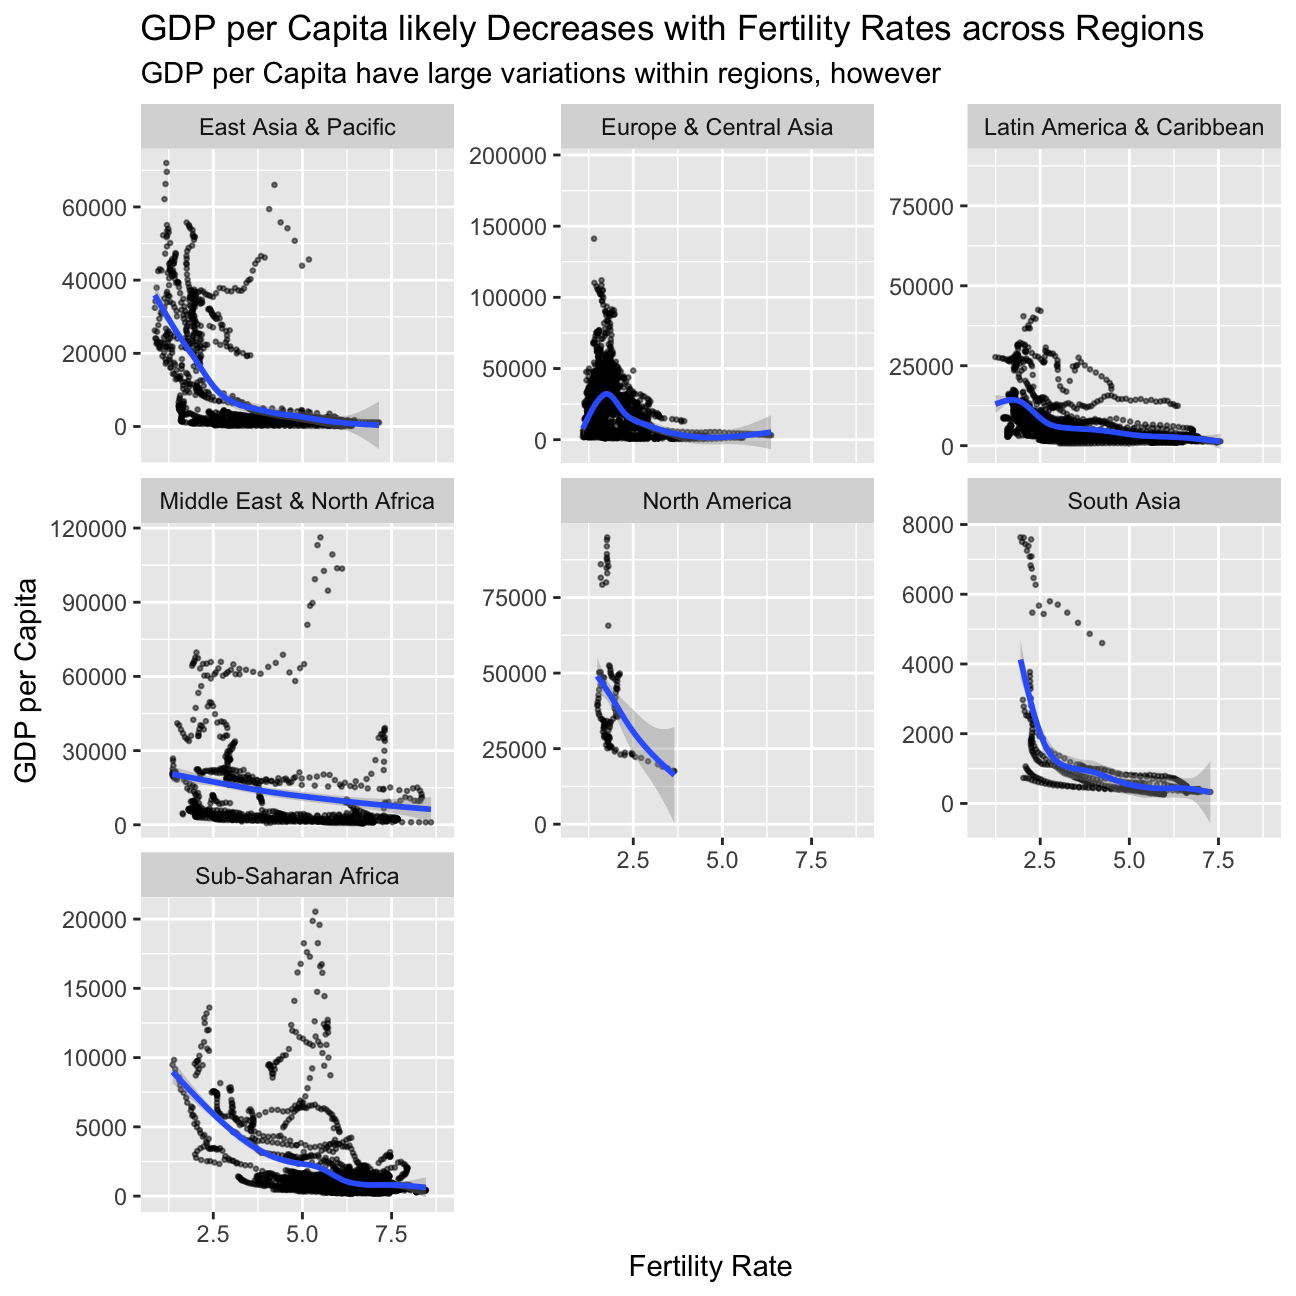 GDP per Capita likely Decreases with Fertility Rates across Regions
GDP per Capita have large variations within regions, however
East Asia & Pacific
60000
40000
20000
0
Europe & Central Asia
200000
150000
100000
50000
0
Latin America & Caribbean
75000
50000
25000
0
Middle East & North Africa
120000
90000
60000
30000
0
North America
75000
50000
25000
0
2.5 5.0 7.5
South Asia
8000
6000
4000
2000
0
2.5 5.0 7.5
Sub-Saharan Africa
20000
15000
10000
5000
0
2.5 5.0 7.5
GDP per Capita
Fertility Rate